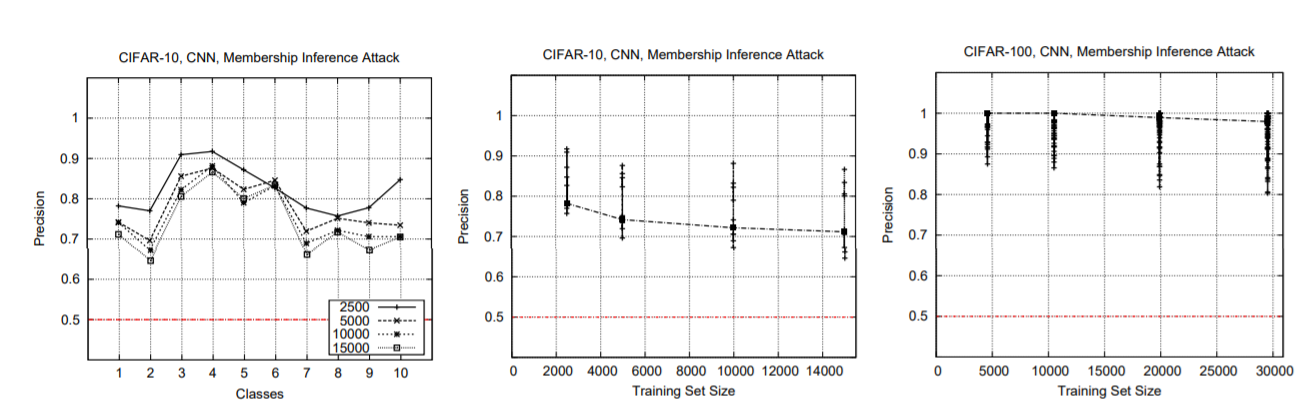 CIFAR-10, CNN, Membership Inference Attack
Precision
1
0.9
0.8
0.7
0.6
0.5
2500
5000
10000
15000
1 2 3 4 5 6 7 8 9 10
Classes
CIFAR-10, CNN, Membership Inference Attack
Precision
1
0.9
0.8
0.7
0.6
0.5
0 2000 4000 6000 8000 10000 12000 14000
Training Set Size
CIFAR-100, CNN, Membership Inference Attack
Precision
1
0.9
0.8
0.7
0.6
0.5
0 5000 10000 15000 20000 25000 30000
Training Set Size